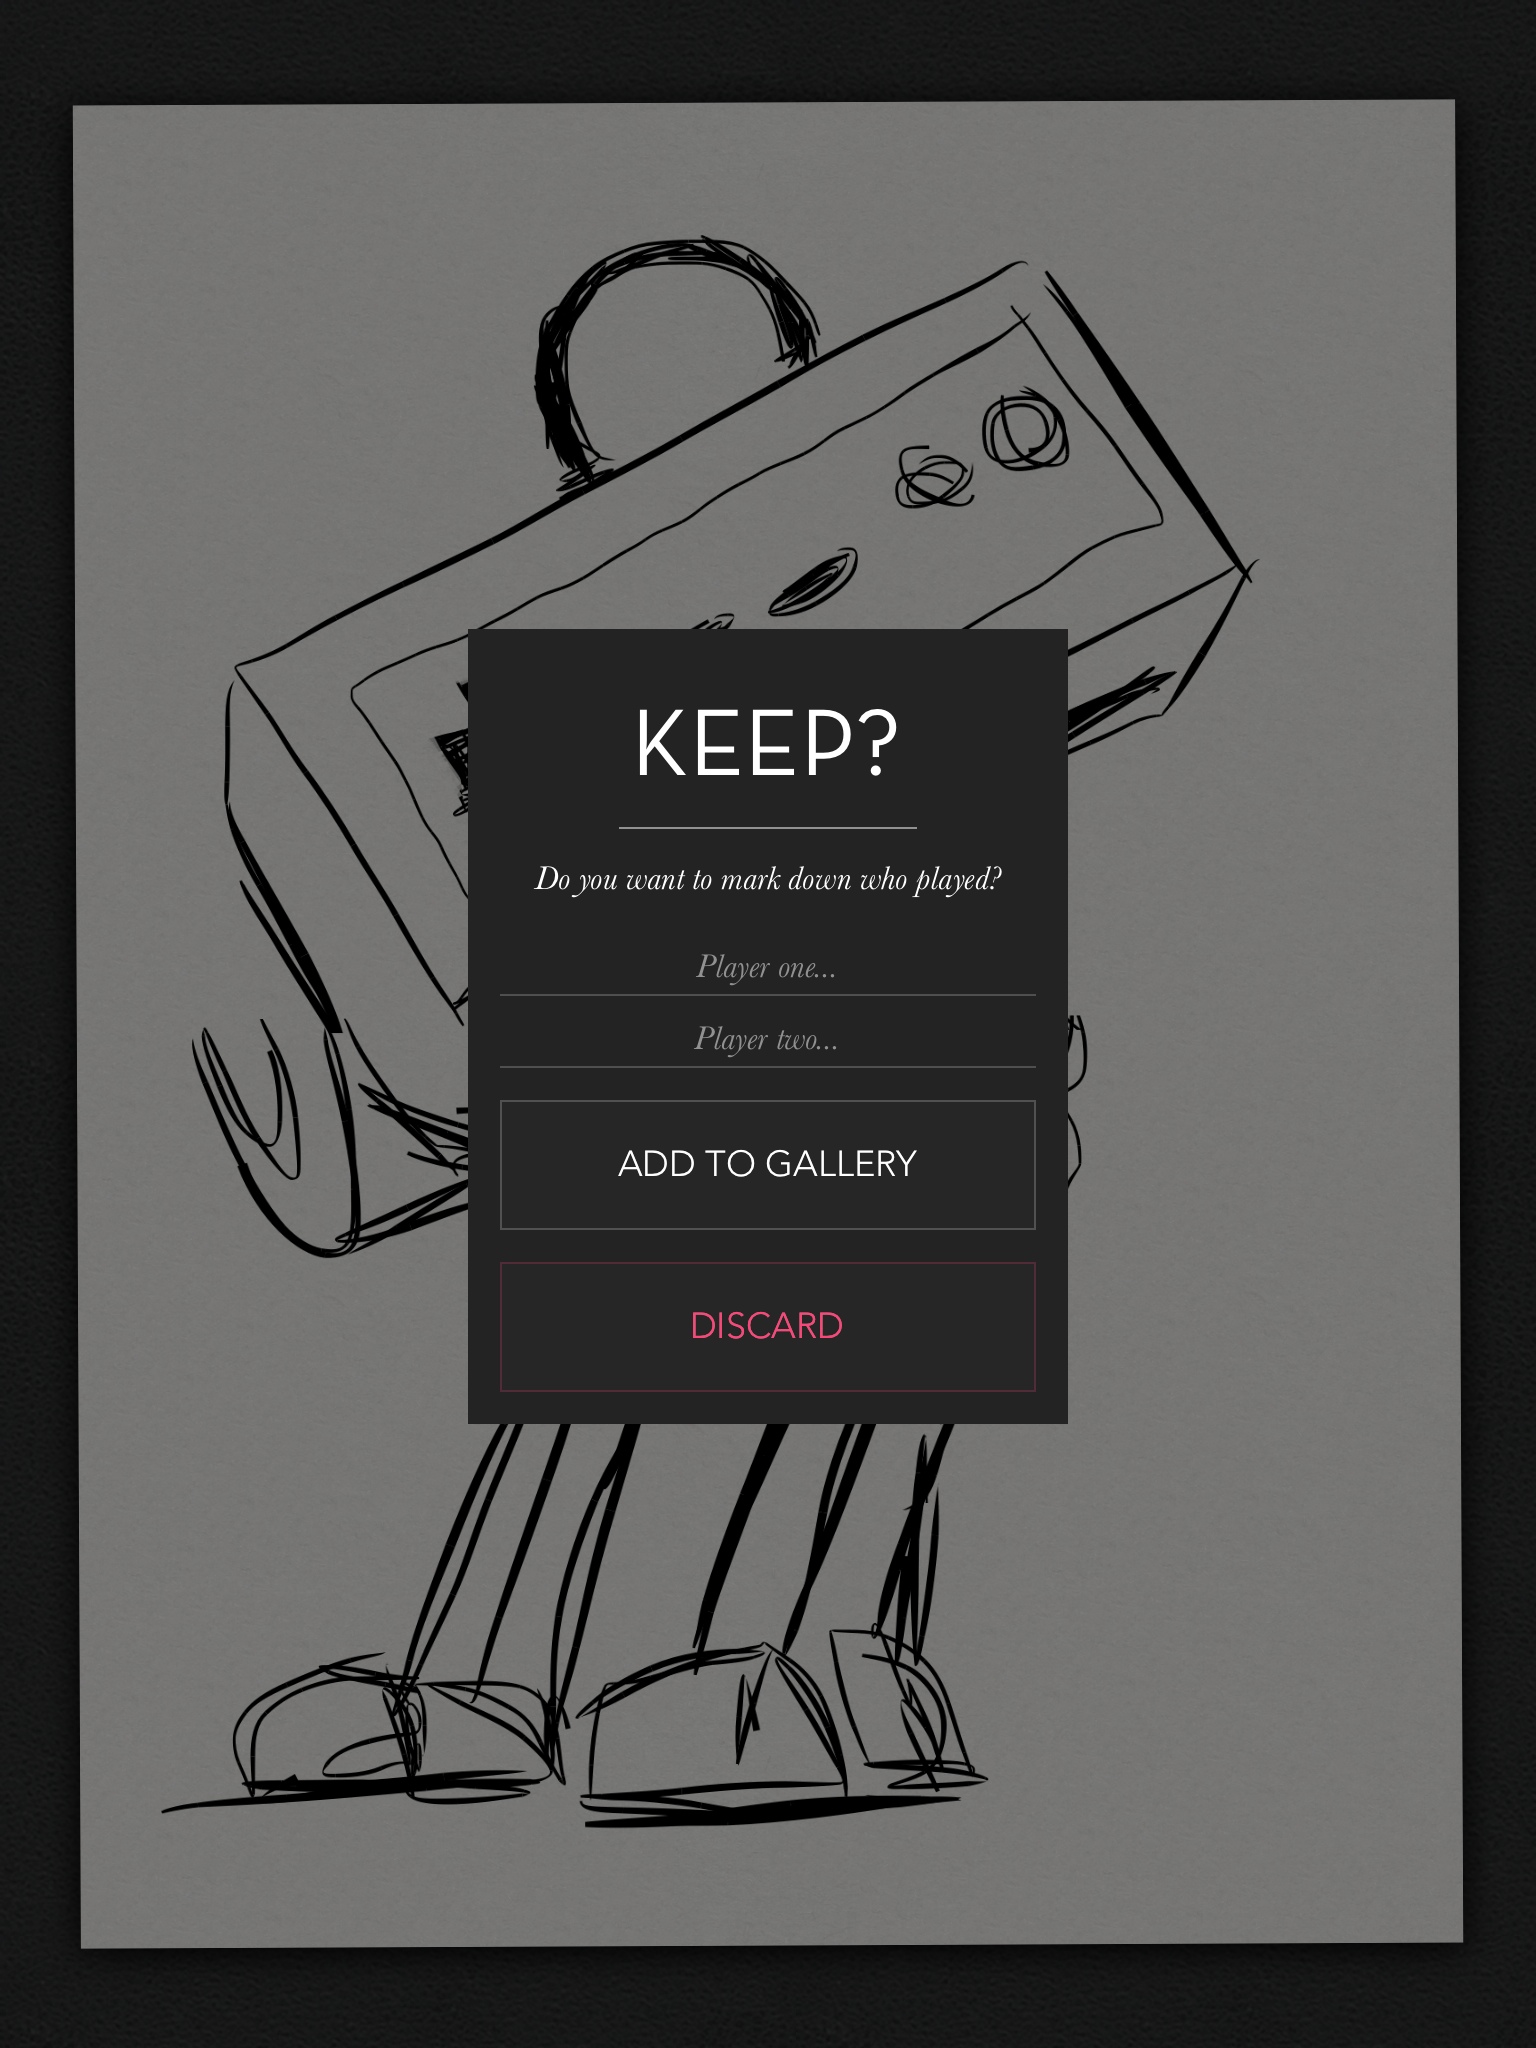 KEEP?
Do you want to mark down who played?
Player one...
Player two...
ADD TO GALLERY
DISCARD